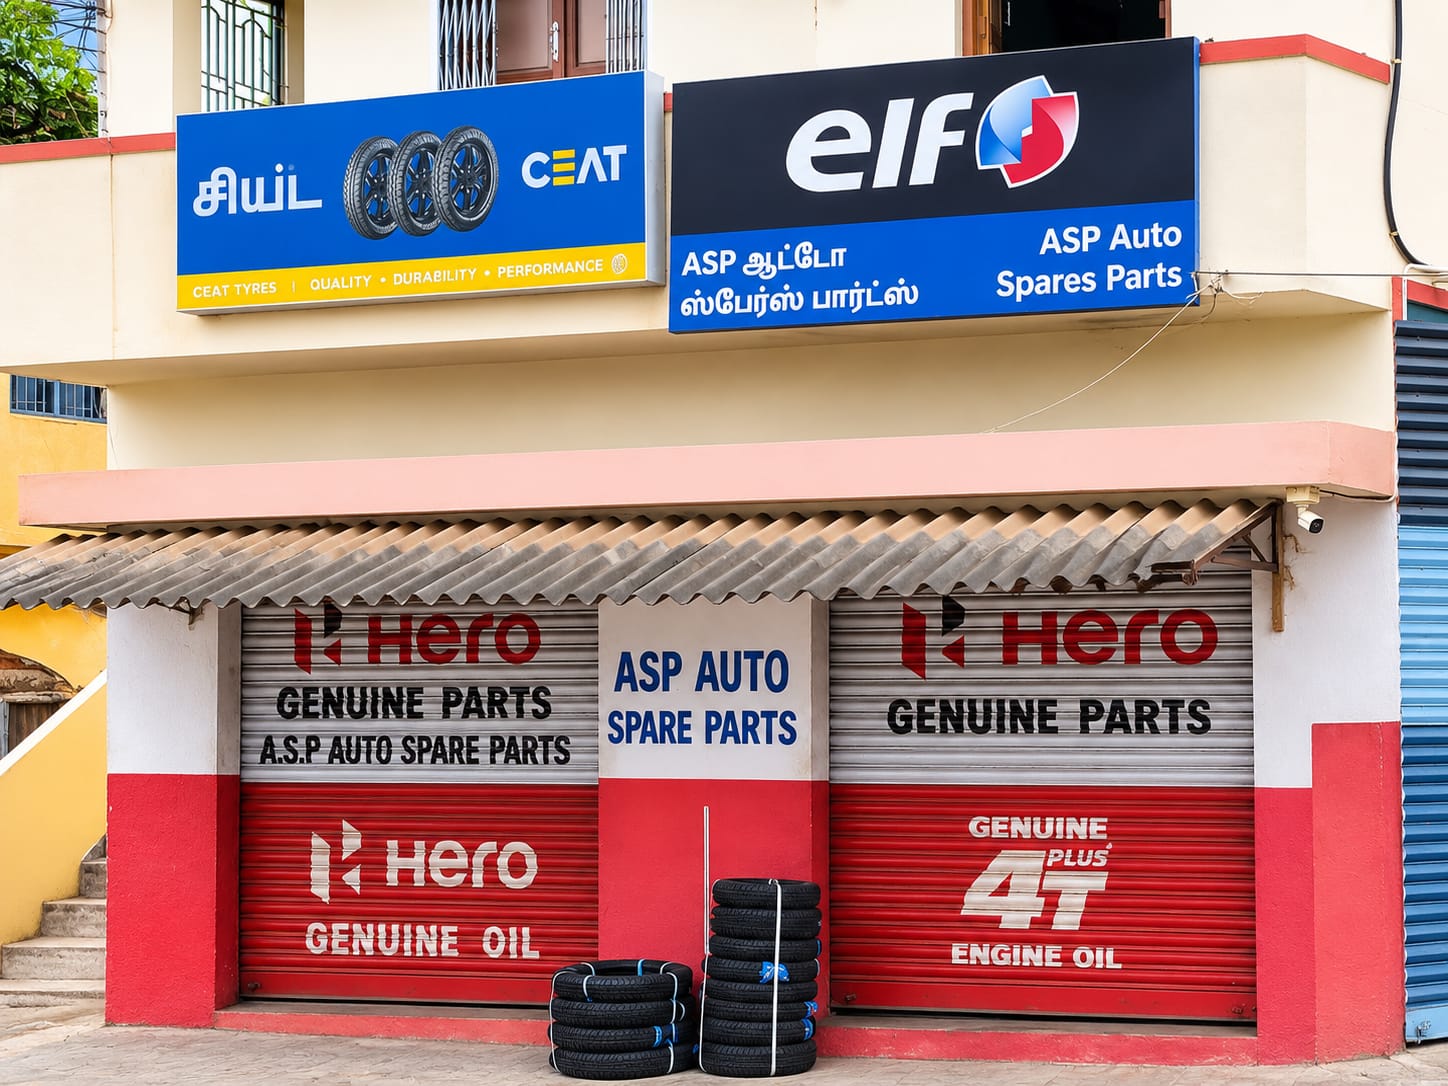 சியட்
CEAT
CEAT TYRES | QUALITY • DURABILITY • PERFORMANCE
elf
ASP ஆட்டோ
ஸ்பேர்ஸ் பார்ட்ஸ்
ASP Auto
Spares Parts
Hero
GENUINE PARTS
A.S.P AUTO SPARE PARTS
Hero
GENUINE OIL
ASP AUTO
SPARE PARTS
Hero
GENUINE PARTS
GENUINE
4T PLUS
ENGINE OIL